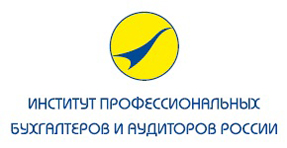 ИНСТИТУТ ПРОФЕССИОНАЛЬНЫХ
БУХГАЛТЕРОВ И АУДИТОРОВ РОССИИ